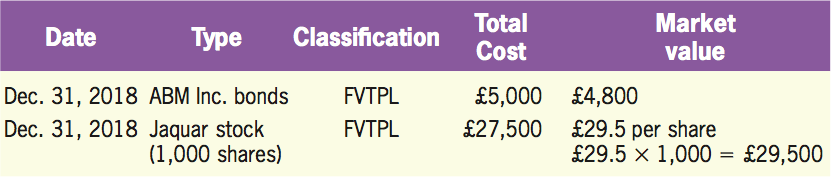 Date Type Classification Total Cost Market value
Dec. 31, 2018 ABM Inc. bonds FVTPL £5,000 £4,800
Dec. 31, 2018 Jaquar stock FVTPL £27,500 £29.5 per share
(1,000 shares) £29.5 × 1,000 = £29,500